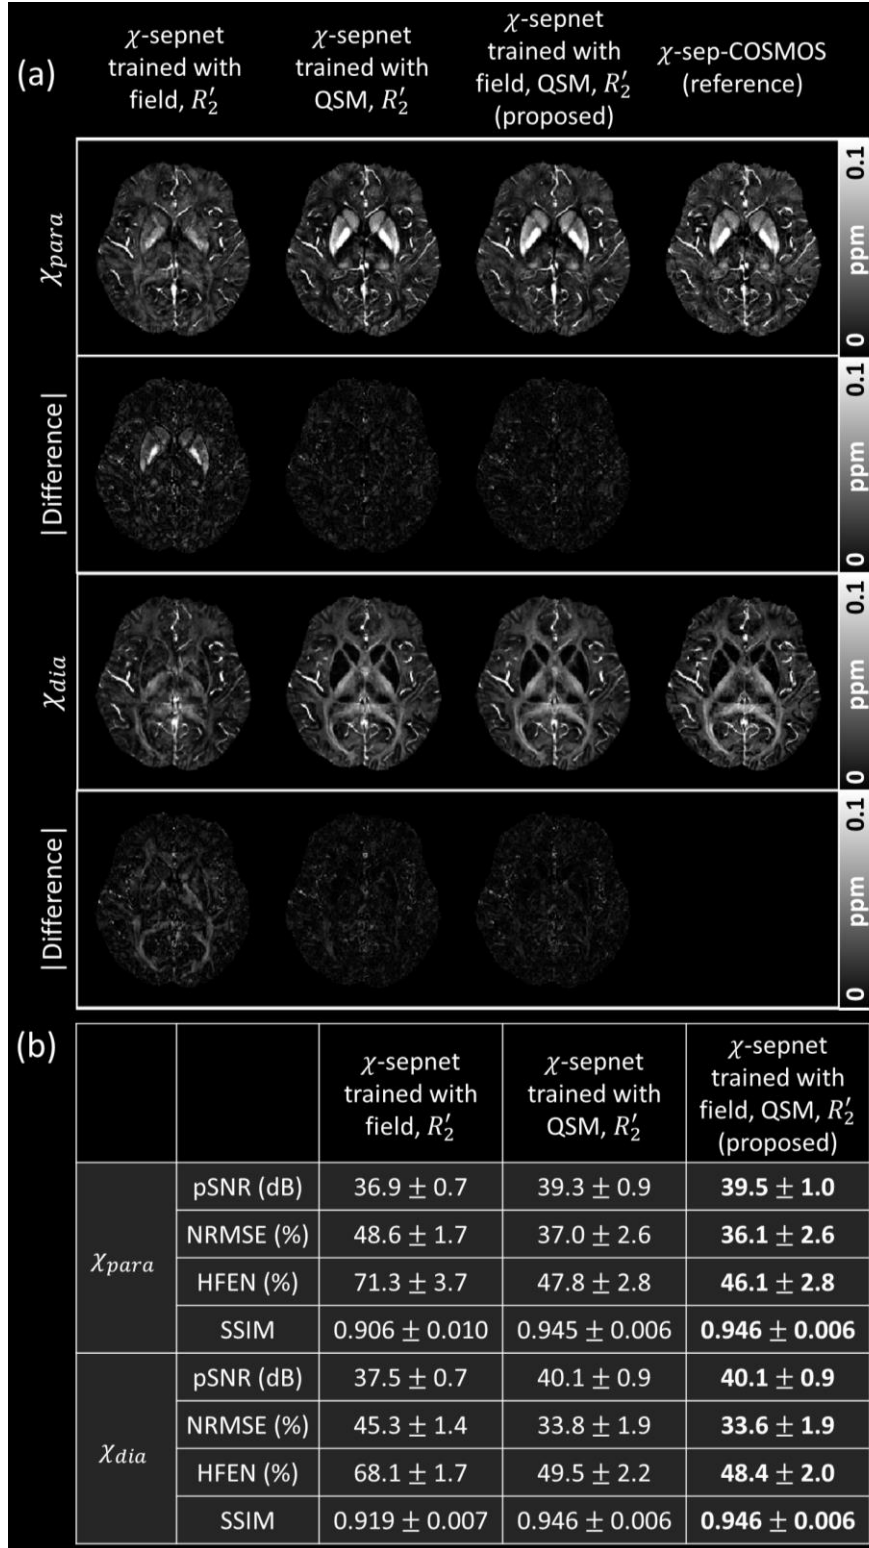 (a)
χ-sepnet
trained with
field, R₂′
χ-sepnet
trained with
QSM, R₂′
χ-sepnet
trained with
field, QSM, R₂′
(proposed)
χ-sep-COSMOS
(reference)
χpara
0.1
ppm
0
|Difference|
0.1
ppm
0
χdia
0.1
ppm
0
|Difference|
0.1
ppm
0
(b)
χ-sepnet
trained with
field, R₂′
χ-sepnet
trained with
QSM, R₂′
χ-sepnet
trained with
field, QSM, R₂′
(proposed)
χpara
pSNR (dB) 36.9 ± 0.7 39.3 ± 0.9 39.5 ± 1.0
NRMSE (%) 48.6 ± 1.7 37.0 ± 2.6 36.1 ± 2.6
HFEN (%) 71.3 ± 3.7 47.8 ± 2.8 46.1 ± 2.8
SSIM 0.906 ± 0.010 0.945 ± 0.006 0.946 ± 0.006
χdia
pSNR (dB) 37.5 ± 0.7 40.1 ± 0.9 40.1 ± 0.9
NRMSE (%) 45.3 ± 1.4 33.8 ± 1.9 33.6 ± 1.9
HFEN (%) 68.1 ± 1.7 49.5 ± 2.2 48.4 ± 2.0
SSIM 0.919 ± 0.007 0.946 ± 0.006 0.946 ± 0.006